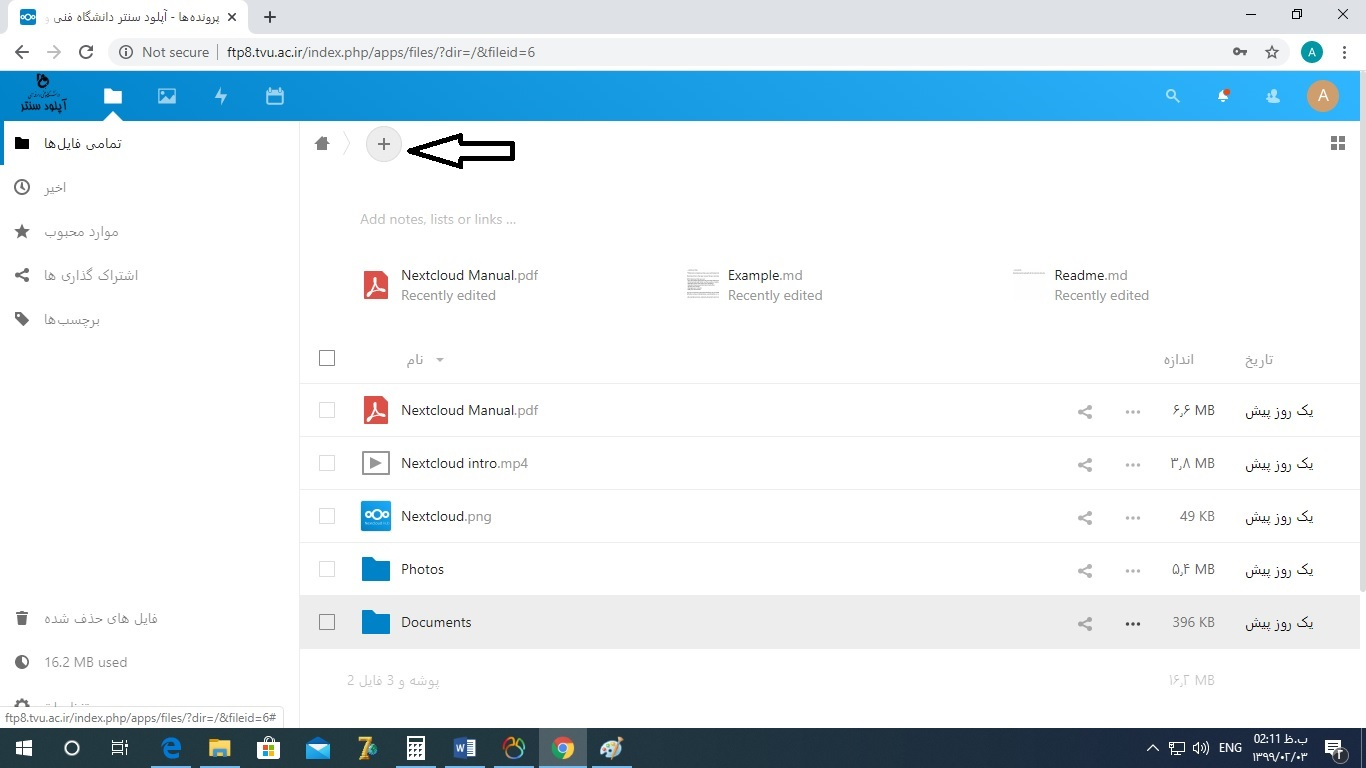 پرونده‌ها - آپلود سنتر دانشگاه فنی و
Not secure
ftp8.tvu.ac.ir/index.php/apps/files/?dir=/&fileid=6
A
آپلود سنتر
A
تمامی فایل‌ها
اخیر
موارد محبوب
اشتراک گذاری ها
برچسب‌ها
Add notes, lists or links ...
Nextcloud Manual.pdf
Recently edited
Example.md
Recently edited
Readme.md
Recently edited
نام
اندازه
تاریخ
Nextcloud Manual.pdf
۶٫۶ MB
یک روز پیش
Nextcloud intro.mp4
۳٫۸ MB
یک روز پیش
Nextcloud.png
49 KB
یک روز پیش
Photos
۵٫۴ MB
یک روز پیش
Documents
396 KB
یک روز پیش
2 پوشه و 3 فایل
۱۶٫۲ MB
فایل های حذف شده
16.2 MB used
ftp8.tvu.ac.ir/index.php/apps/files/?dir=/&fileid=6#
ENG
02:11 ب.ظ
۱۳۹۹/۰۲/۰۳